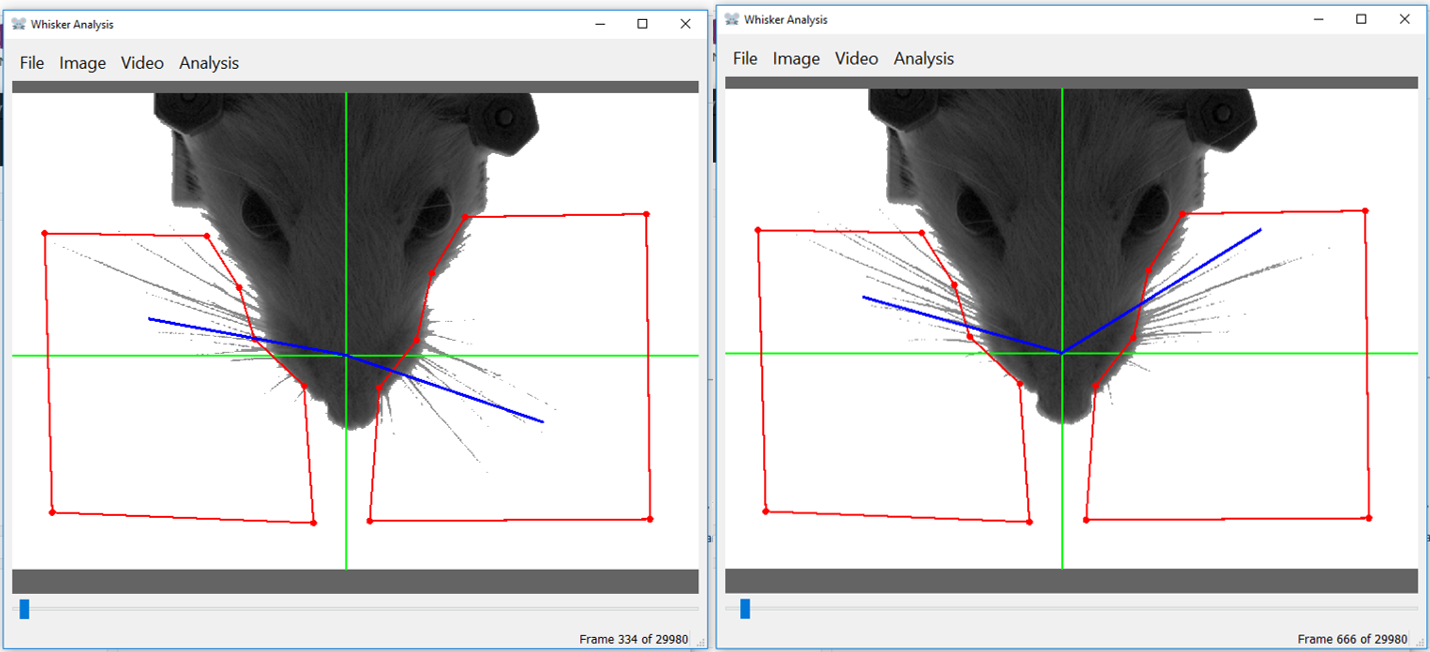 Whisker Analysis
File Image Video Analysis
Frame 334 of 29980
Whisker Analysis
File Image Video Analysis
Frame 666 of 29980